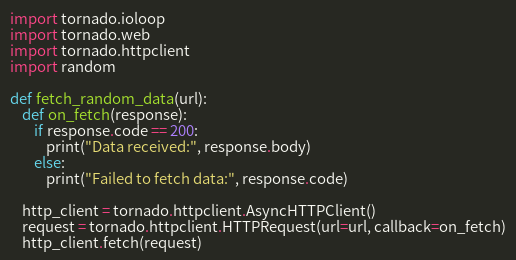 import tornado.ioloop
import tornado.web
import tornado.httpclient
import random

def fetch_random_data(url):
    def on_fetch(response):
        if response.code == 200:
            print("Data received:", response.body)
        else:
            print("Failed to fetch data:", response.code)

    http_client = tornado.httpclient.AsyncHTTPClient()
    request = tornado.httpclient.HTTPRequest(url=url, callback=on_fetch)
    http_client.fetch(request)